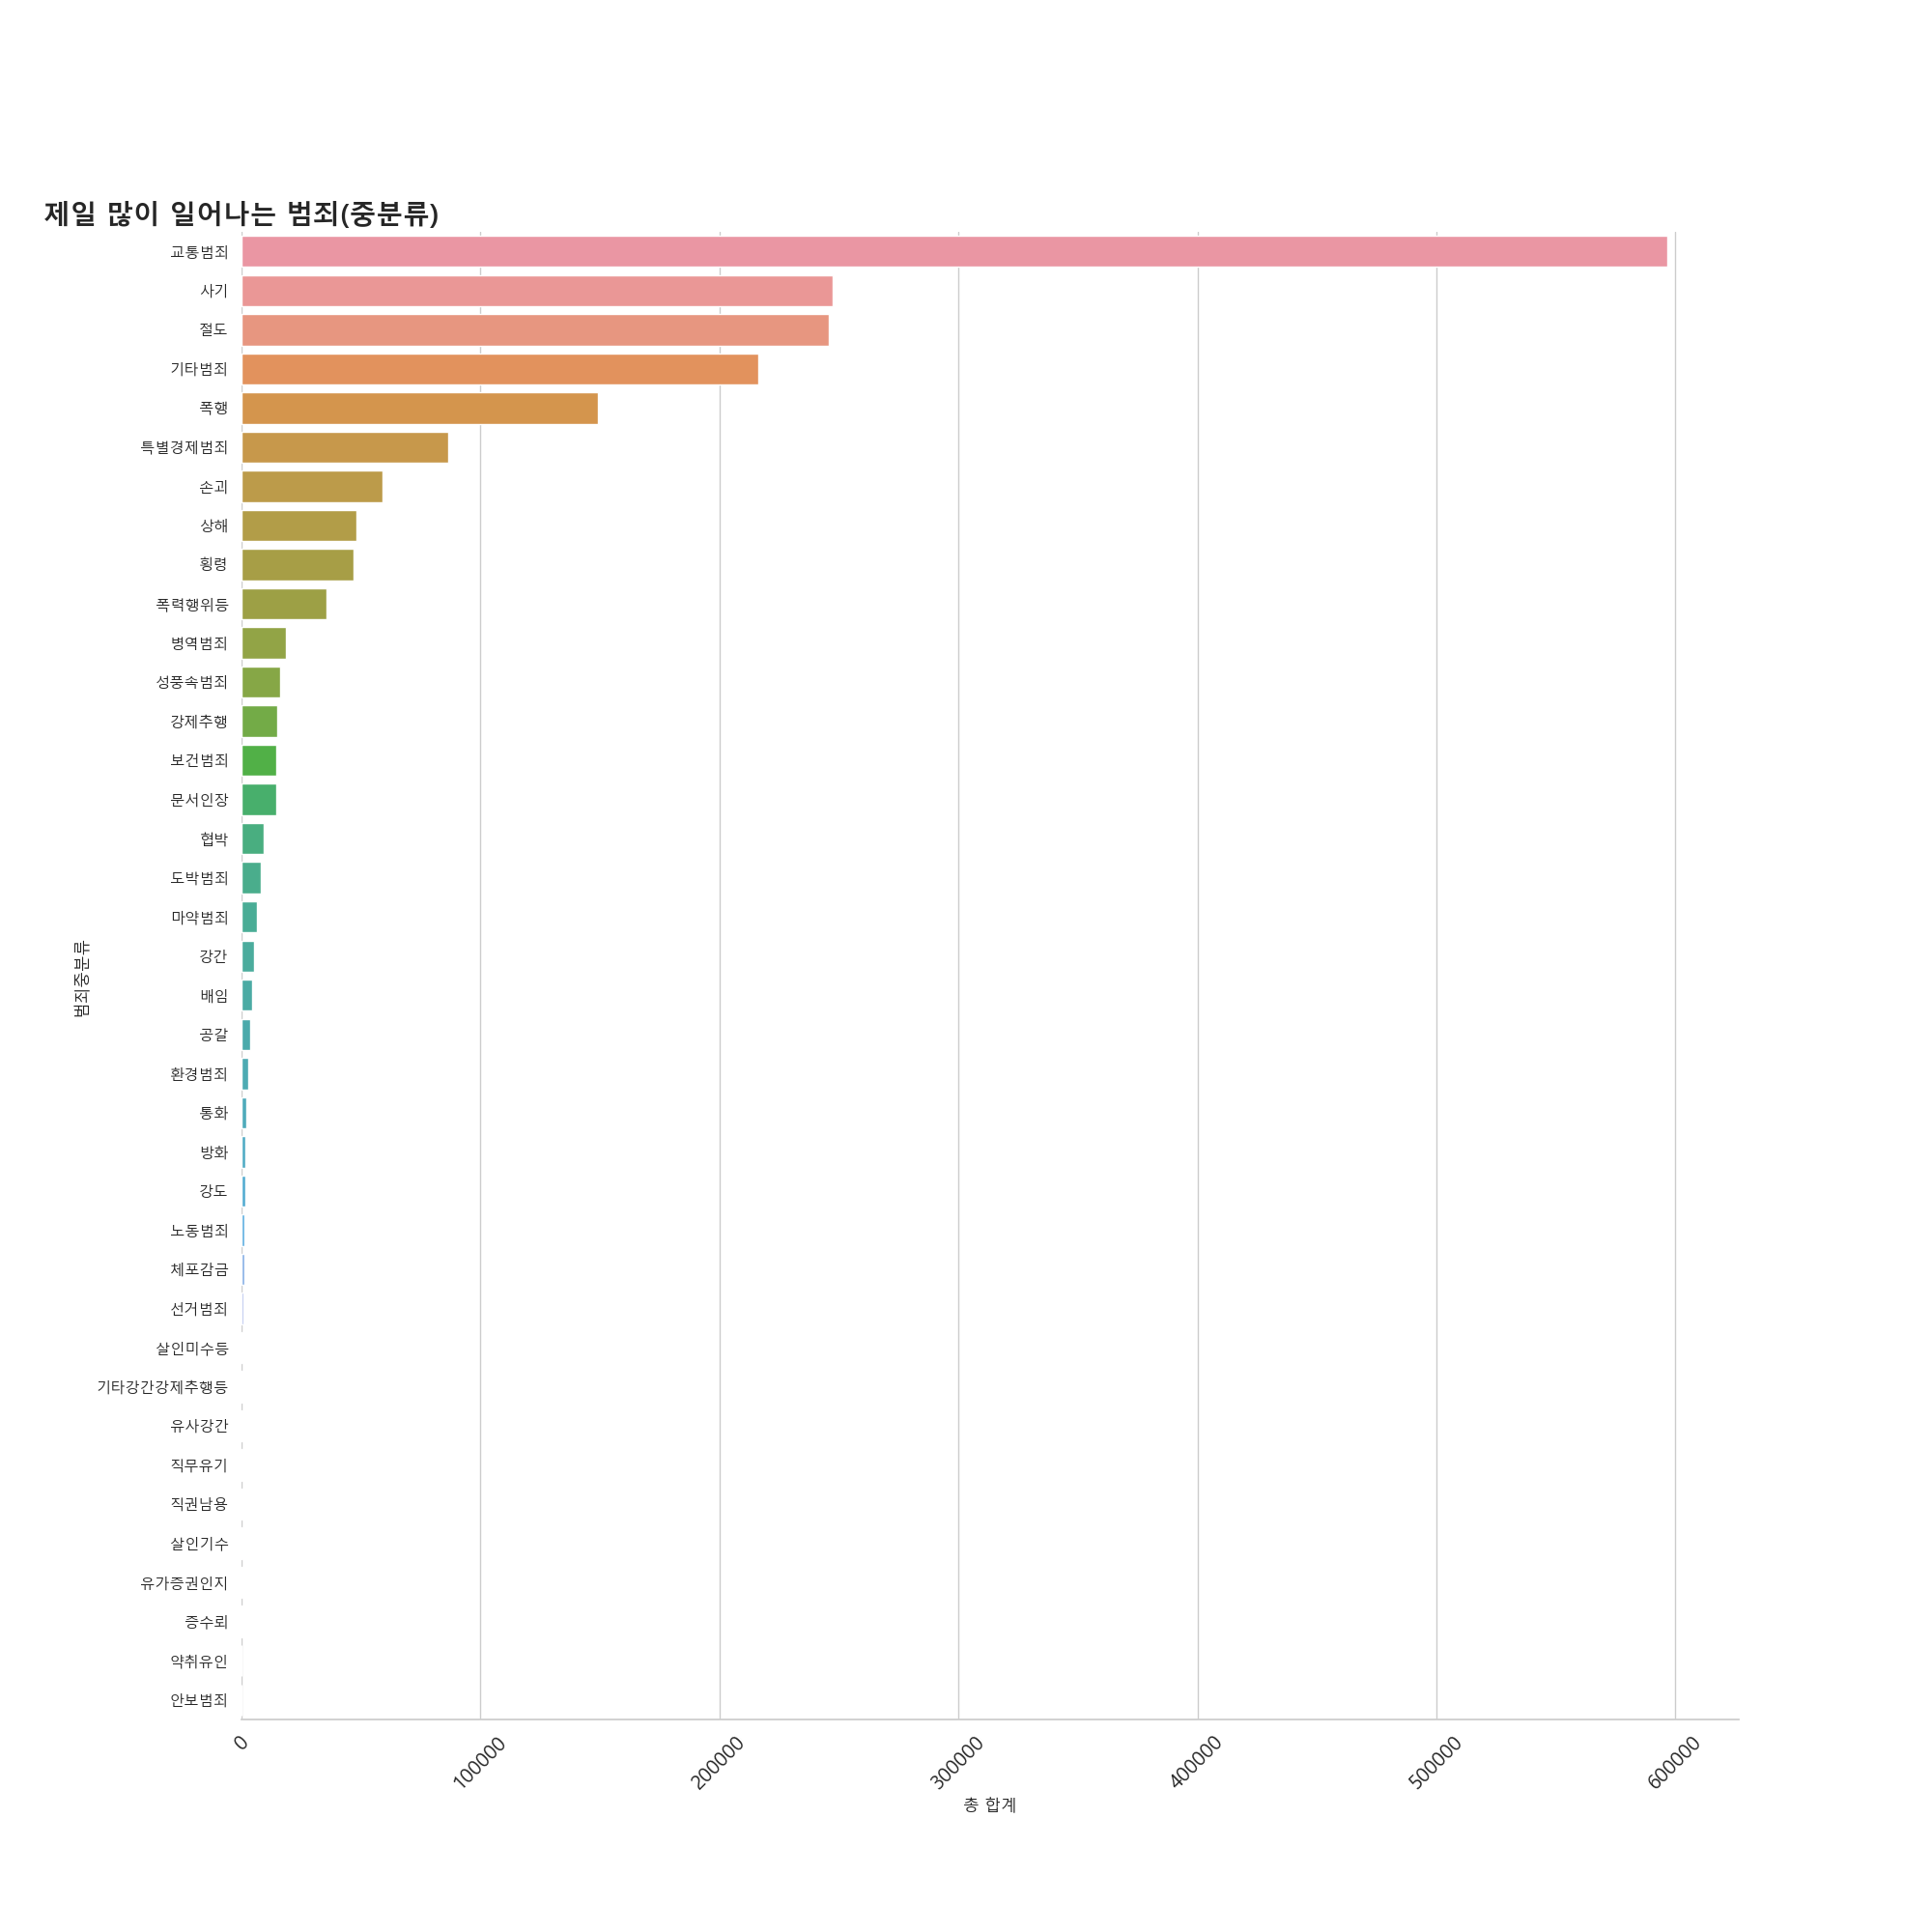 제일 많이 일어나는 범죄(중분류)
교통범죄
사기
절도
기타범죄
폭행
특별경제범죄
손괴
상해
횡령
폭력행위등
병역범죄
성풍속범죄
강제추행
보건범죄
문서인장
협박
도박범죄
마약범죄
강간
배임
공갈
환경범죄
통화
방화
강도
노동범죄
체포감금
선거범죄
살인미수등
기타강간강제추행등
유사강간
직무유기
직권남용
살인기수
유가증권인지
증수뢰
약취유인
안보범죄
범죄중분류
0
100000
200000
300000
400000
500000
600000
총 합계